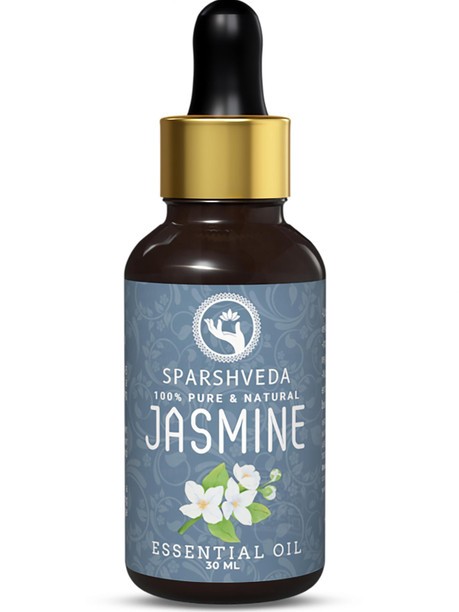 SPARSHVEDA
100% PURE & NATURAL
JASMINE
ESSENTIAL OIL
30 ML